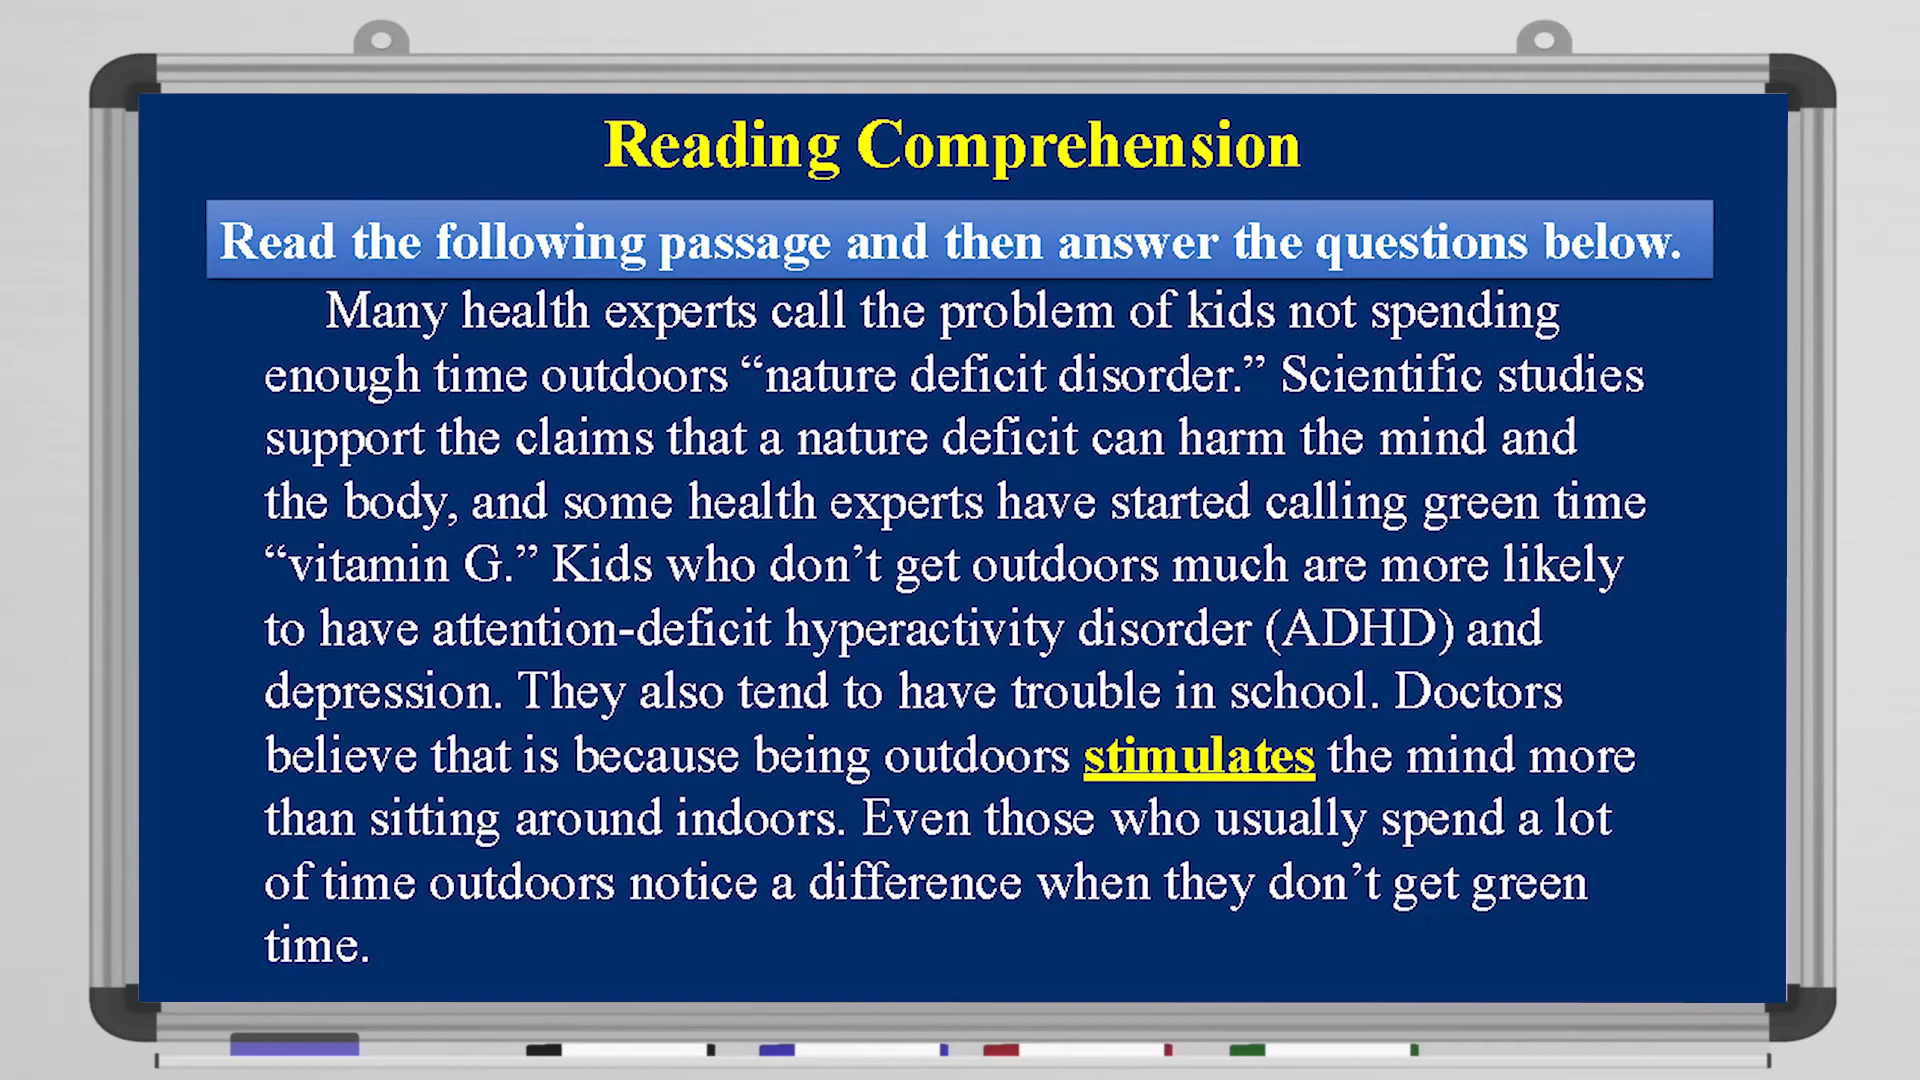 Reading Comprehension
Read the following passage and then answer the questions below.
Many health experts call the problem of kids not spending
enough time outdoors “nature deficit disorder.” Scientific studies
support the claims that a nature deficit can harm the mind and
the body, and some health experts have started calling green time
“vitamin G.” Kids who don’t get outdoors much are more likely
to have attention-deficit hyperactivity disorder (ADHD) and
depression. They also tend to have trouble in school. Doctors
believe that is because being outdoors stimulates the mind more
than sitting around indoors. Even those who usually spend a lot
of time outdoors notice a difference when they don’t get green
time.